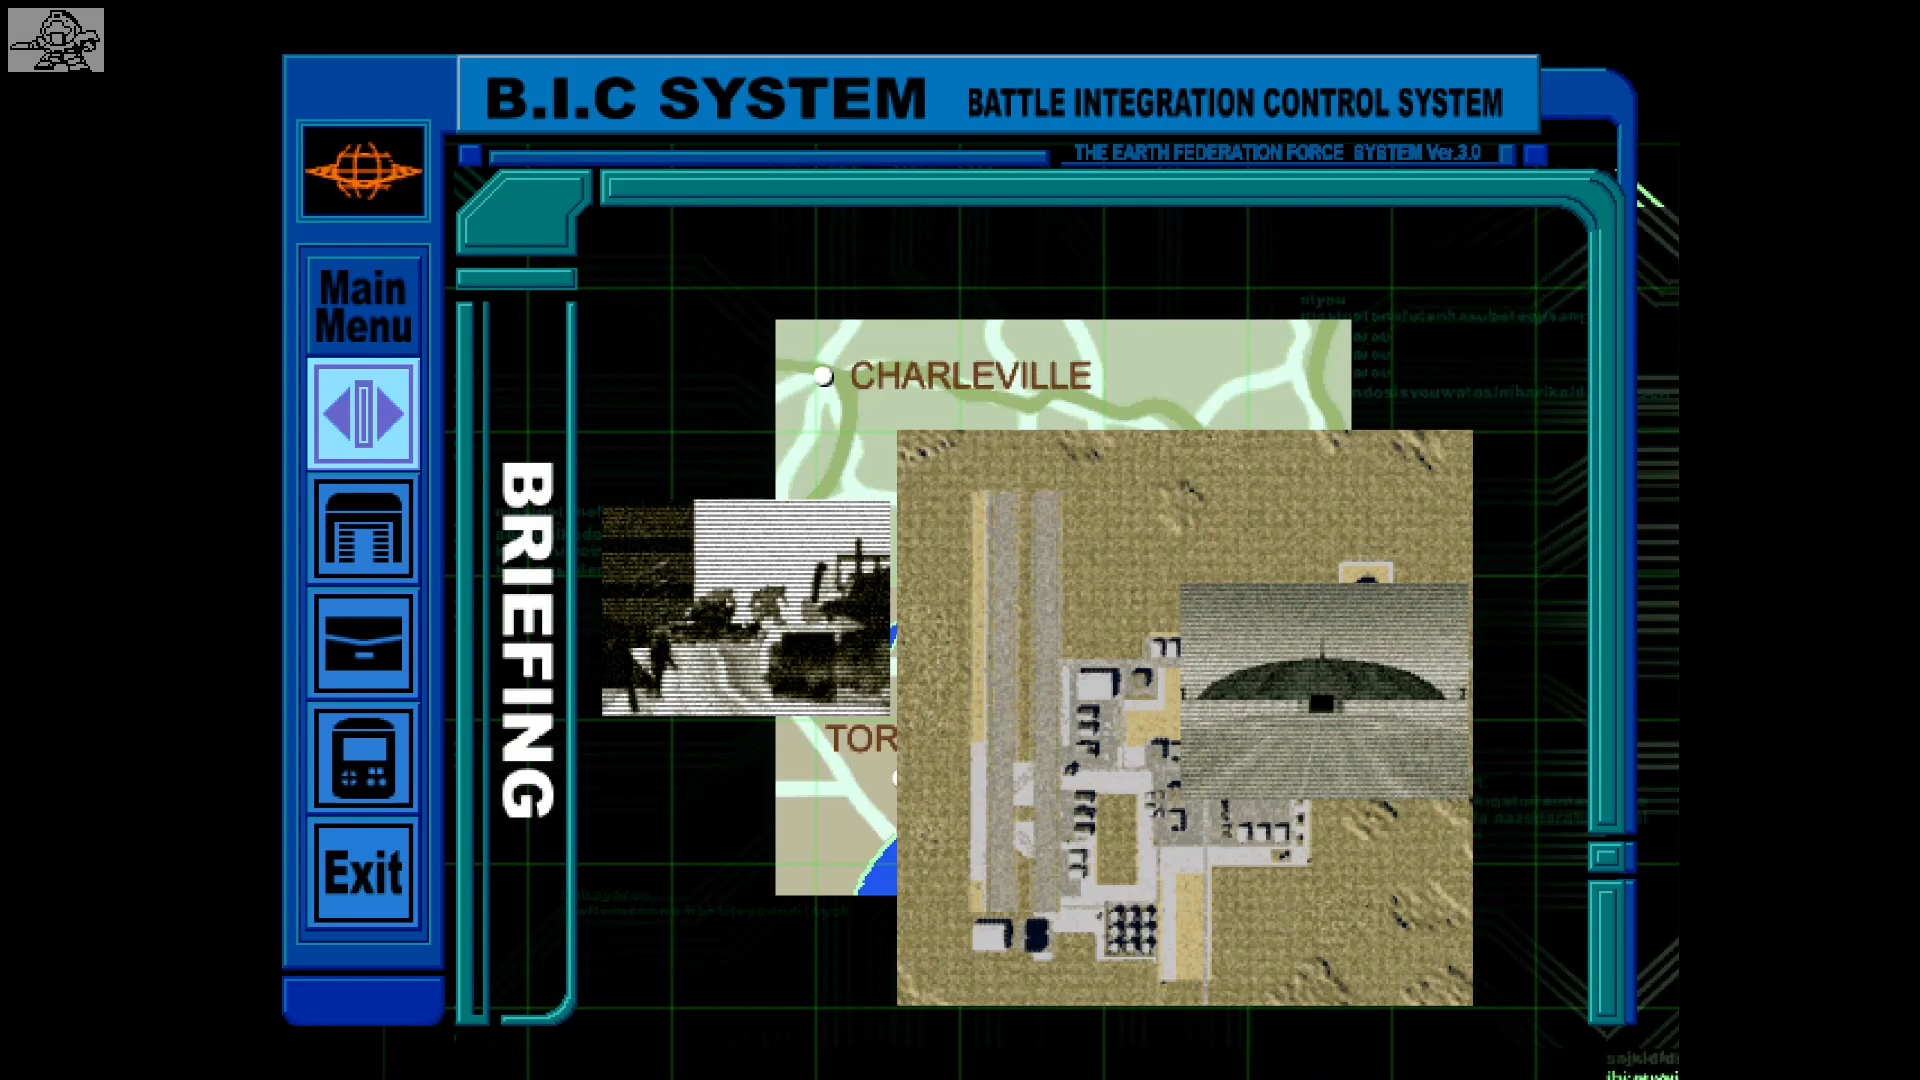 B.I.C SYSTEM BATTLE INTEGRATION CONTROL SYSTEM
THE EARTH FEDERATION FORCE SYSTEM Ver.3.0
Main
Menu
CHARLEVILLE
BRIEFING
TOR
Exit